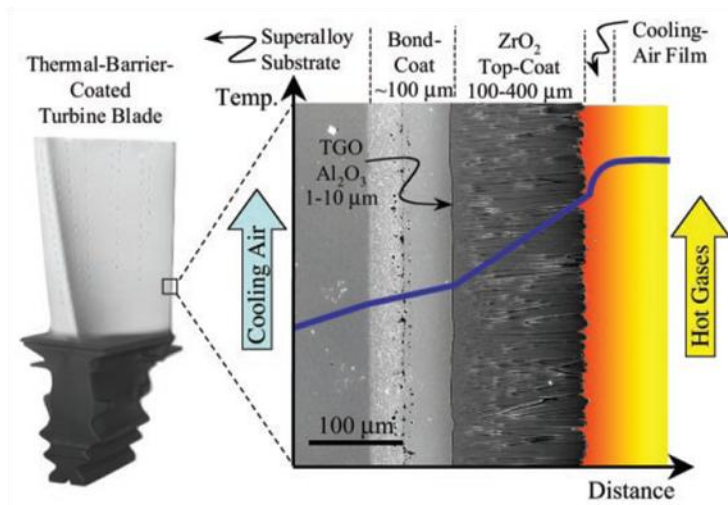 Thermal-Barrier-
Coated
Turbine Blade
Superalloy
Substrate
Bond-
Coat
~100 μm
ZrO₂
Top-Coat
100-400 μm
Cooling-
Air Film
Temp.
TGO
Al₂O₃
1-10 μm
Cooling Air
Hot Gases
100 μm
Distance